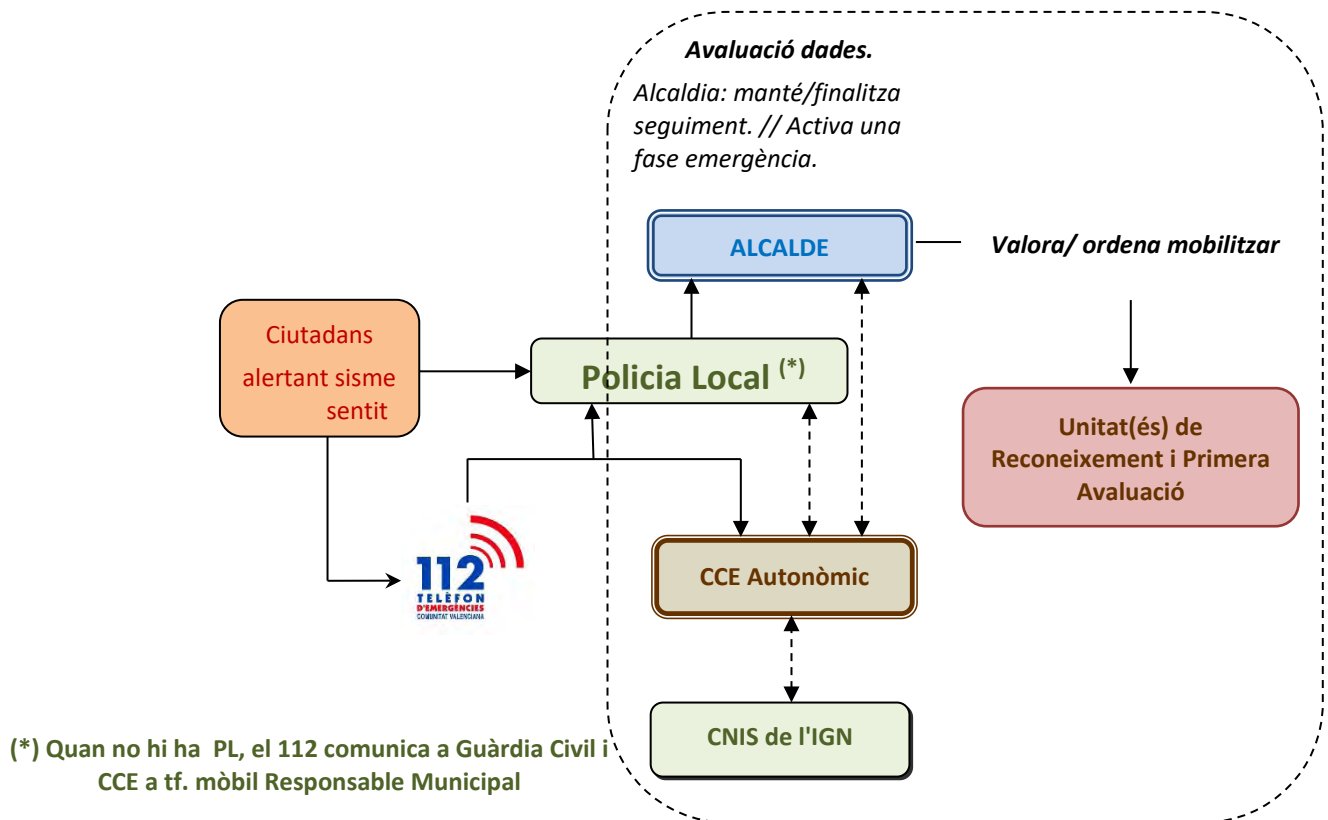 Avaluació dades.
Alcaldia: manté/finalitza
seguiment. // Activa una
fase emergència.
ALCALDE
Valora/ ordena mobilitzar
Ciutadans
alertant sisme
sentit
Policia Local (*)
Unitat(és) de
Reconeixement i Primera
Avaluació
112
TELÈFON
D'EMERGÈNCIES
COMUNITAT VALENCIANA
CCE Autonòmic
CNIS de l'IGN
(*) Quan no hi ha PL, el 112 comunica a Guàrdia Civil i
CCE a tf. mòbil Responsable Municipal